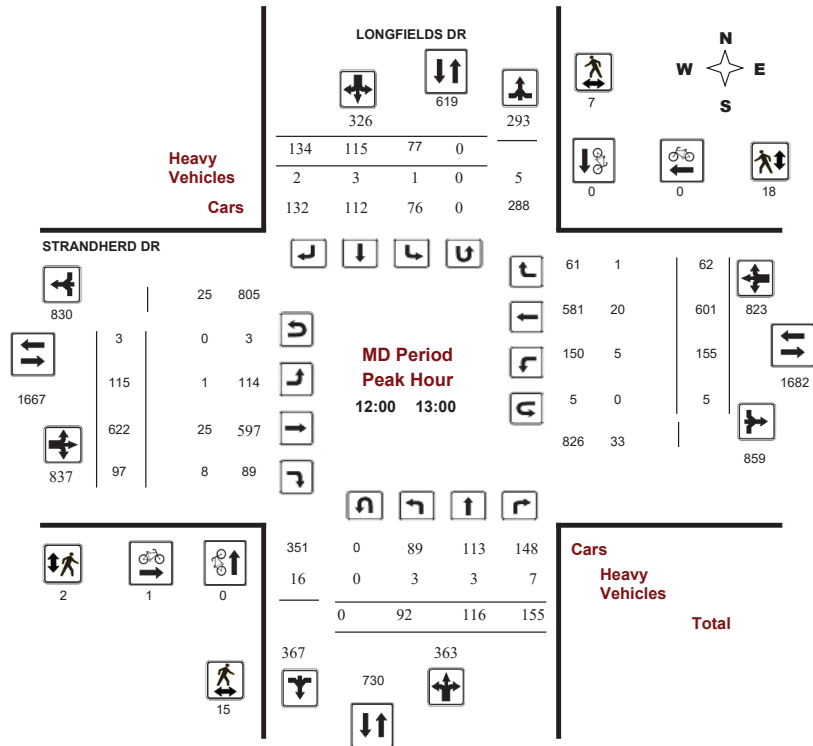 LONGFIELDS DR
N
W E
S
619
7
326 293
134 115 77 0
Heavy
Vehicles
2 3 1 0 5
Cars
132 112 76 0 288
0 0 18
STRANDHERD DR
830
25 805
61 1 62
823
3 0 3
581 20 601
MD Period
Peak Hour
12:00 13:00
1667
115 1 114
150 5 155
1682
622 25 597
5 0 5
837
97 8 89
826 33
859
351 0 89 113 148
Cars
16 0 3 3 7
Heavy
Vehicles
2 1 0
0 92 116 155
Total
367 363
730
15